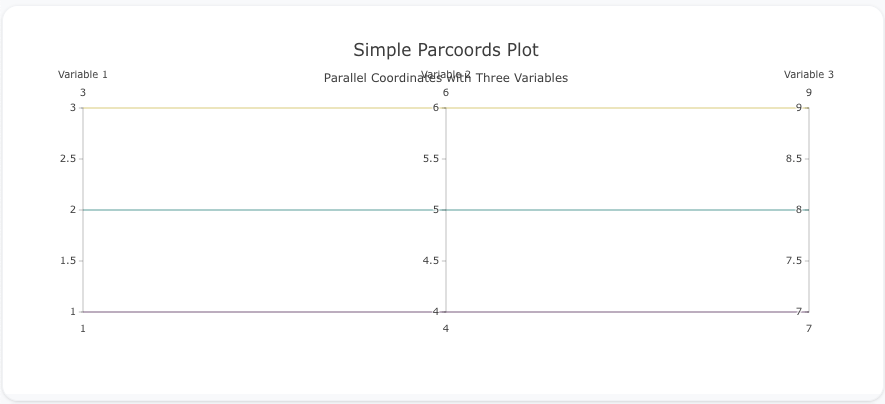 Simple Parcoords Plot
Variable 1 Variable 2 Variable 3
Parallel Coordinates with Three Variables
3 6 9
3 6 9
2.5 5.5 8.5
2 5 8
1.5 4.5 7.5
1 4 7
1 4 7